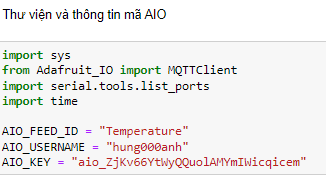 Thư viện và thông tin mã AIO
import sys
from Adafruit_IO import MQTTClient
import serial.tools.list_ports
import time
AIO_FEED_ID = "Temperature"
AIO_USERNAME = "hung000anh"
AIO_KEY = "aio_ZjKv66YtWyQQuolAMYmIWicqicem"